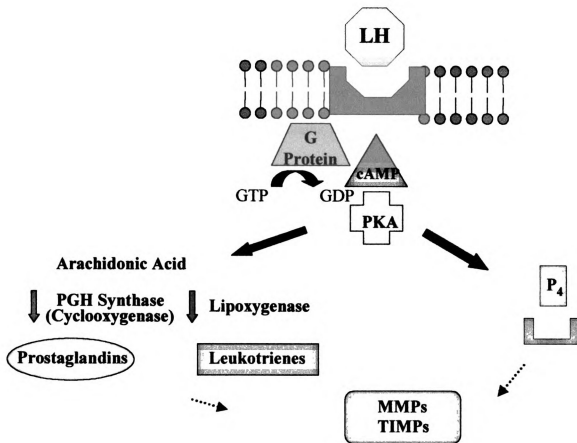 LH
G
Protein
cAMP
GTP
GDP
PKA
Arachidonic Acid
P4
PGH Synthase
(Cyclooxygenase)
Lipoxygenase
Prostaglandins
Leukotrienes
MMPs
TIMPs